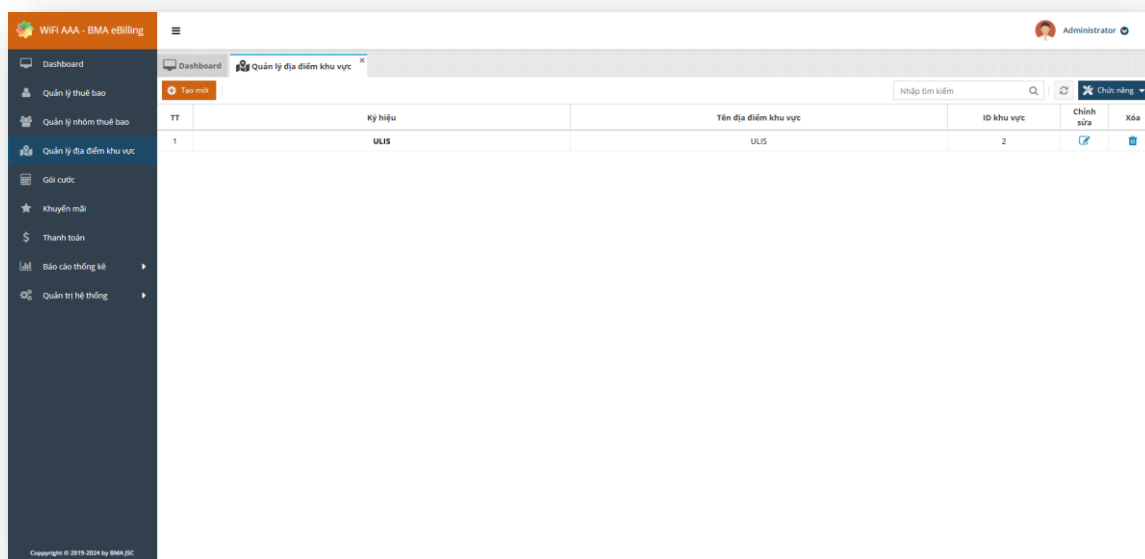 WiFi AAA - BMA eBilling
Administrator
Dashboard
Quản lý thuê bao
Quản lý nhóm thuê bao
Quản lý địa điểm khu vực
Gói cước
Khuyến mãi
Thanh toán
Báo cáo thống kê
Quản trị hệ thống
Coppyright © 2019-2024 by BMA JSC
Dashboard Quản lý địa điểm khu vực
Tạo mới Nhập tìm kiếm Chức năng
TT Ký hiệu Tên địa điểm khu vực ID khu vực Chỉnh sửa Xóa
1 ULIS ULIS 2